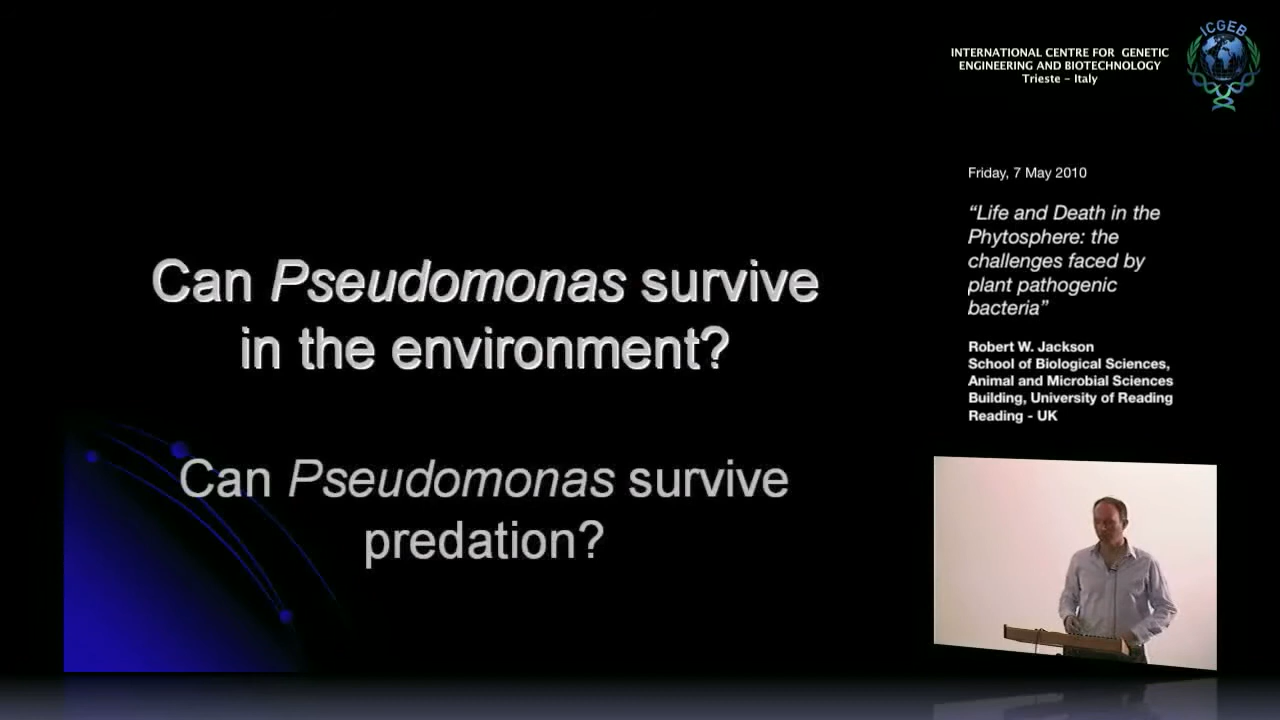 INTERNATIONAL CENTRE FOR GENETIC
ENGINEERING AND BIOTECHNOLOGY
Trieste – Italy
ICGEB
Friday, 7 May 2010
“Life and Death in the
Phytosphere: the
challenges faced by
plant pathogenic
bacteria”
Robert W. Jackson
School of Biological Sciences,
Animal and Microbial Sciences
Building, University of Reading
Reading - UK
Can Pseudomonas survive
in the environment?
Can Pseudomonas survive
predation?